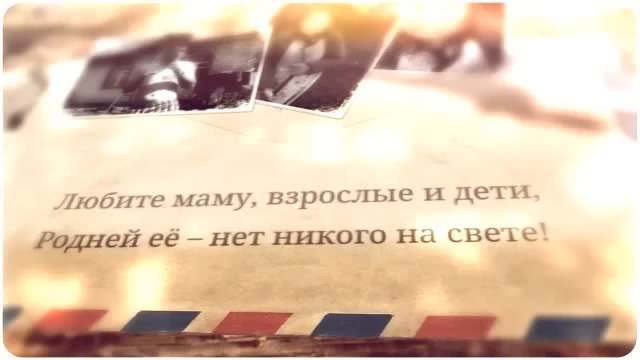 Любите маму, взрослые и дети,
Родней её – нет никого на свете!